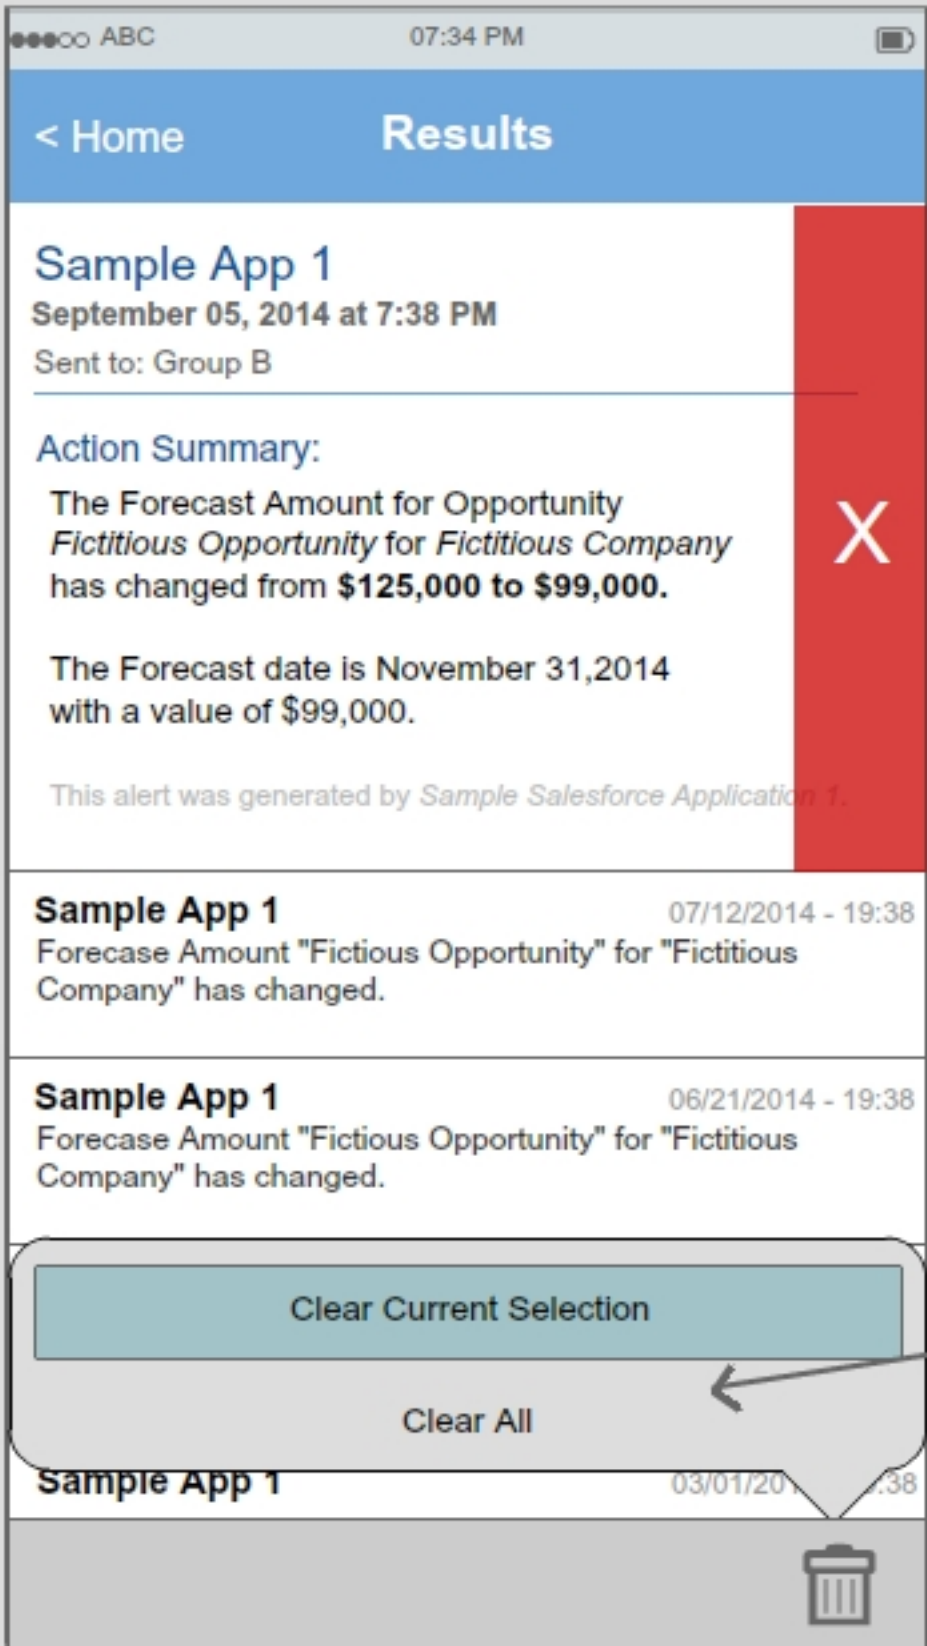 ABC 07:34 PM
< Home Results
Sample App 1
September 05, 2014 at 7:38 PM
Sent to: Group B
Action Summary:
The Forecast Amount for Opportunity
Fictitious Opportunity for Fictitious Company
has changed from $125,000 to $99,000.
The Forecast date is November 31,2014
with a value of $99,000.
This alert was generated by Sample Salesforce Application 1.
X
Sample App 1 07/12/2014 - 19:38
Forecase Amount "Fictious Opportunity" for "Fictitious
Company" has changed.
Sample App 1 06/21/2014 - 19:38
Forecase Amount "Fictious Opportunity" for "Fictitious
Company" has changed.
Clear Current Selection
Clear All
Sample App 1 03/01/20 :38